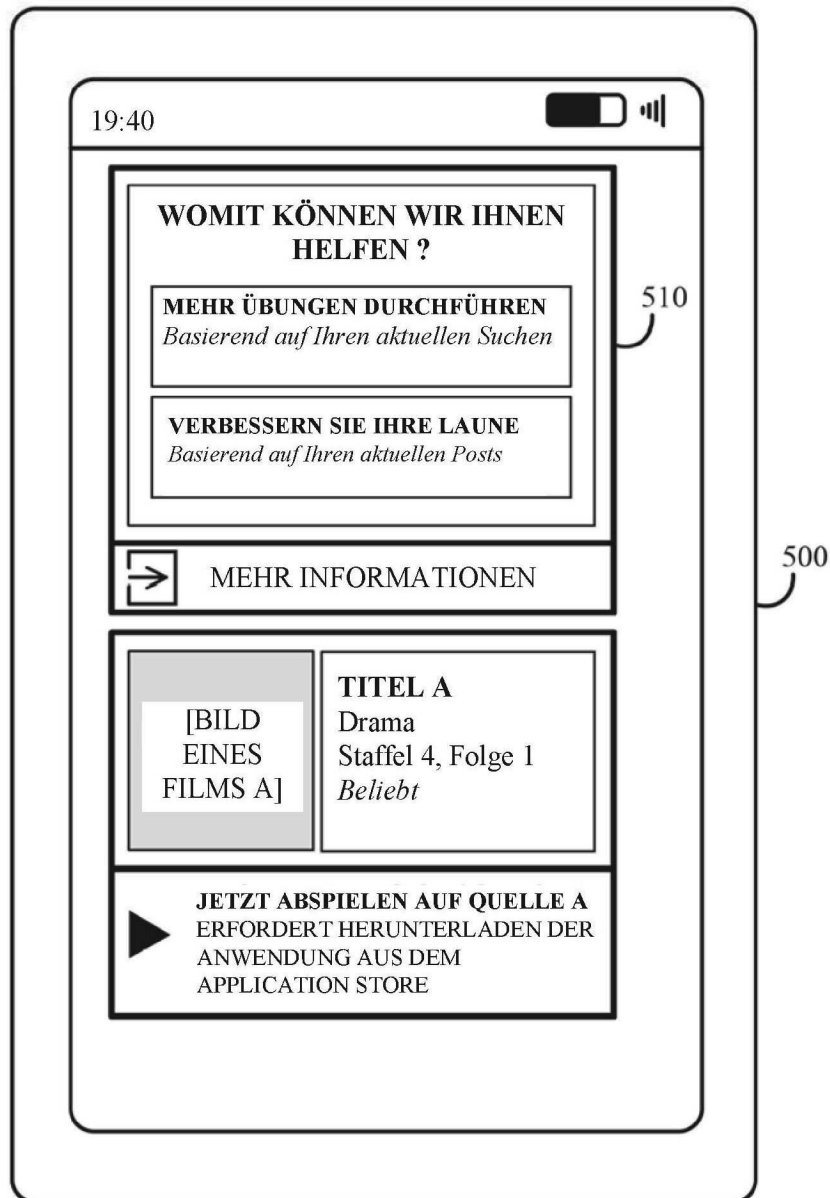 19:40
WOMIT KÖNNEN WIR IHNEN
HELFEN ?
MEHR ÜBUNGEN DURCHFÜHREN
Basierend auf Ihren aktuellen Suchen
510
VERBESSERN SIE IHRE LAUNE
Basierend auf Ihren aktuellen Posts
500
MEHR INFORMATIONEN
[BILD
EINES
FILMS A]
TITEL A
Drama
Staffel 4, Folge 1
Beliebt
JETZT ABSPIELEN AUF QUELLE A
ERFORDERT HERUNTERLADEN DER
ANWENDUNG AUS DEM
APPLICATION STORE